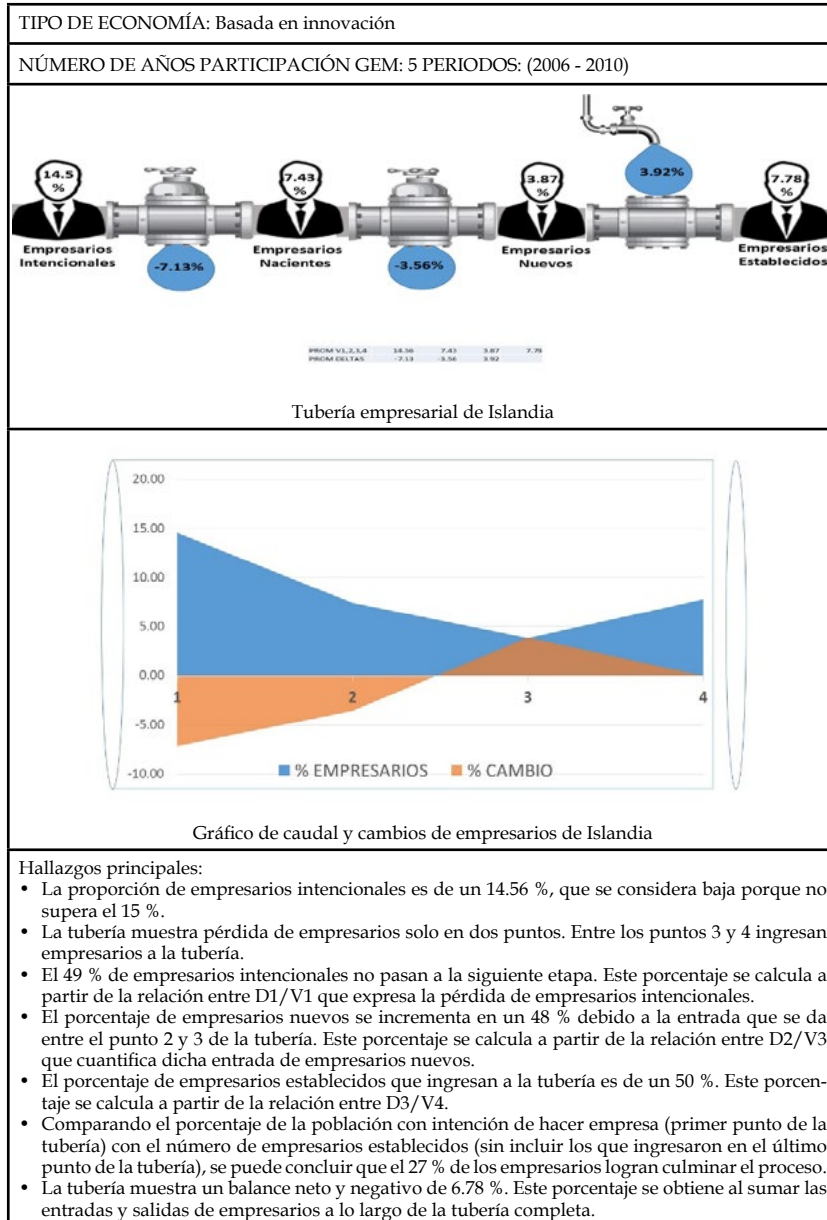 TIPO DE ECONOMÍA: Basada en innovación
NÚMERO DE AÑOS PARTICIPACIÓN GEM: 5 PERIODOS: (2006 - 2010)
14.5
%
Empresarios
Intencionales
-7.13%
7.43
%
Empresarios
Nacientes
-3.56%
3.87
%
Empresarios
Nuevos
3.92%
7.78
%
Empresarios
Establecidos
PROM V1,2,3,4 14.56 7.43 3.87 7.78
PROM DELTAS -7.13 -3.56 3.92
Tubería empresarial de Islandia
20.00
15.00
10.00
5.00
0.00
-5.00
-10.00
1 2 3 4
% EMPRESARIOS % CAMBIO
Gráfico de caudal y cambios de empresarios de Islandia
Hallazgos principales:
• La proporción de empresarios intencionales es de un 14.56 %, que se considera baja porque no
supera el 15 %.
• La tubería muestra pérdida de empresarios solo en dos puntos. Entre los puntos 3 y 4 ingresan
empresarios a la tubería.
• El 49 % de empresarios intencionales no pasan a la siguiente etapa. Este porcentaje se calcula a
partir de la relación entre D1/V1 que expresa la pérdida de empresarios intencionales.
• El porcentaje de empresarios nuevos se incrementa en un 48 % debido a la entrada que se da
entre el punto 2 y 3 de la tubería. Este porcentaje se calcula a partir de la relación entre D2/V3
que cuantifica dicha entrada de empresarios nuevos.
• El porcentaje de empresarios establecidos que ingresan a la tubería es de un 50 %. Este porcen-
taje se calcula a partir de la relación entre D3/V4.
• Comparando el porcentaje de la población con intención de hacer empresa (primer punto de la
tubería) con el número de empresarios establecidos (sin incluir los que ingresaron en el último
punto de la tubería), se puede concluir que el 27 % de los empresarios logran culminar el proceso.
• La tubería muestra un balance neto y negativo de 6.78 %. Este porcentaje se obtiene al sumar las
entradas y salidas de empresarios a lo largo de la tubería completa.